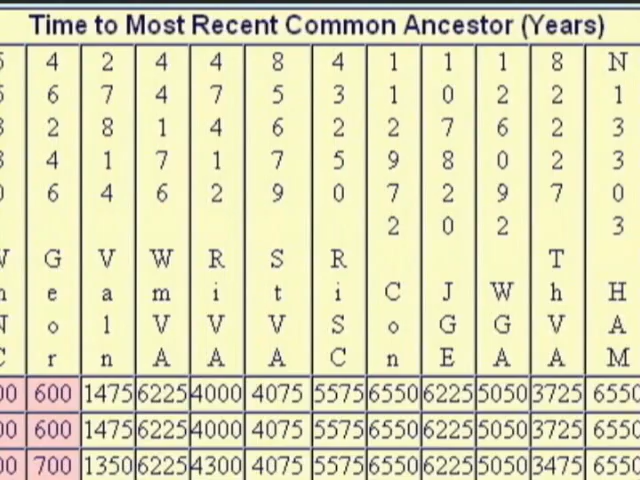 Time to Most Recent Common Ancestor (Years)
4 2 4 4 8 4 1 1 1 8 N
6 7 4 7 5 3 1 0 2 2 1
2 8 1 4 6 2 2 7 6 2 3
4 1 7 1 7 5 9 8 0 2 3
6 4 6 2 9 0 7 2 9 7 0
2 0 2 3
G V W R S R T
e a m i t i C J W h H
o l V V V S o G G V A
r n A A A C n E A A M
600 1475 6225 4000 4075 5575 6550 6225 5050 3725 6550
600 1475 6225 4000 4075 5575 6550 6225 5050 3725 6550
700 1350 6225 4300 4075 5575 6550 6225 5050 3475 6550